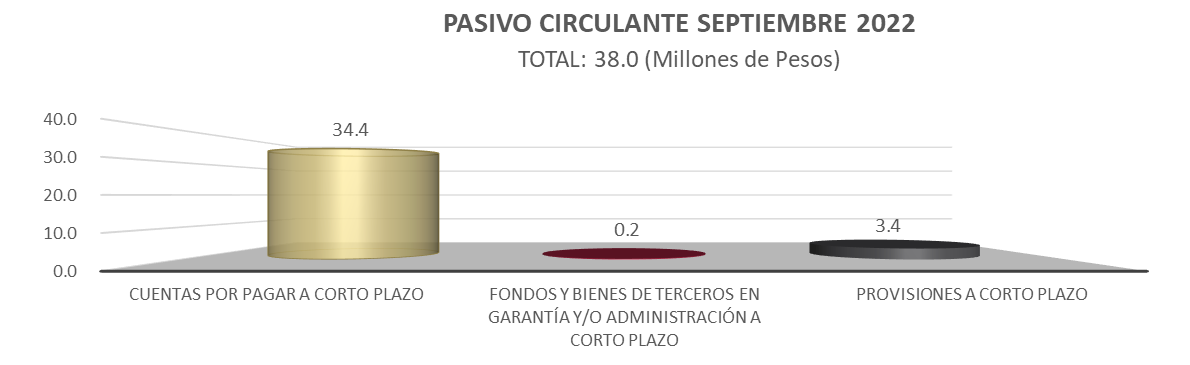 PASIVO CIRCULANTE SEPTIEMBRE 2022
TOTAL: 38.0 (Millones de Pesos)
40.0
30.0
20.0
10.0
0.0
34.4
0.2
3.4
CUENTAS POR PAGAR A CORTO PLAZO
FONDOS Y BIENES DE TERCEROS EN
GARANTÍA Y/O ADMINISTRACIÓN A
CORTO PLAZO
PROVISIONES A CORTO PLAZO